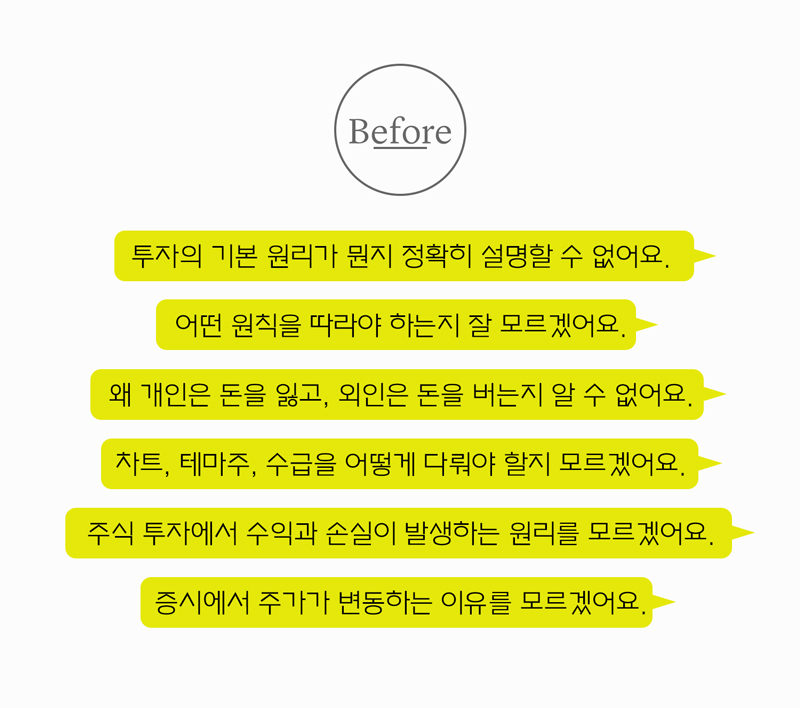 Before
투자의 기본 원리가 뭔지 정확히 설명할 수 없어요.
어떤 원칙을 따라야 하는지 잘 모르겠어요.
왜 개인은 돈을 잃고, 외인은 돈을 버는지 알 수 없어요.
차트, 테마주, 수급을 어떻게 다뤄야 할지 모르겠어요.
주식 투자에서 수익과 손실이 발생하는 원리를 모르겠어요.
증시에서 주가가 변동하는 이유를 모르겠어요.